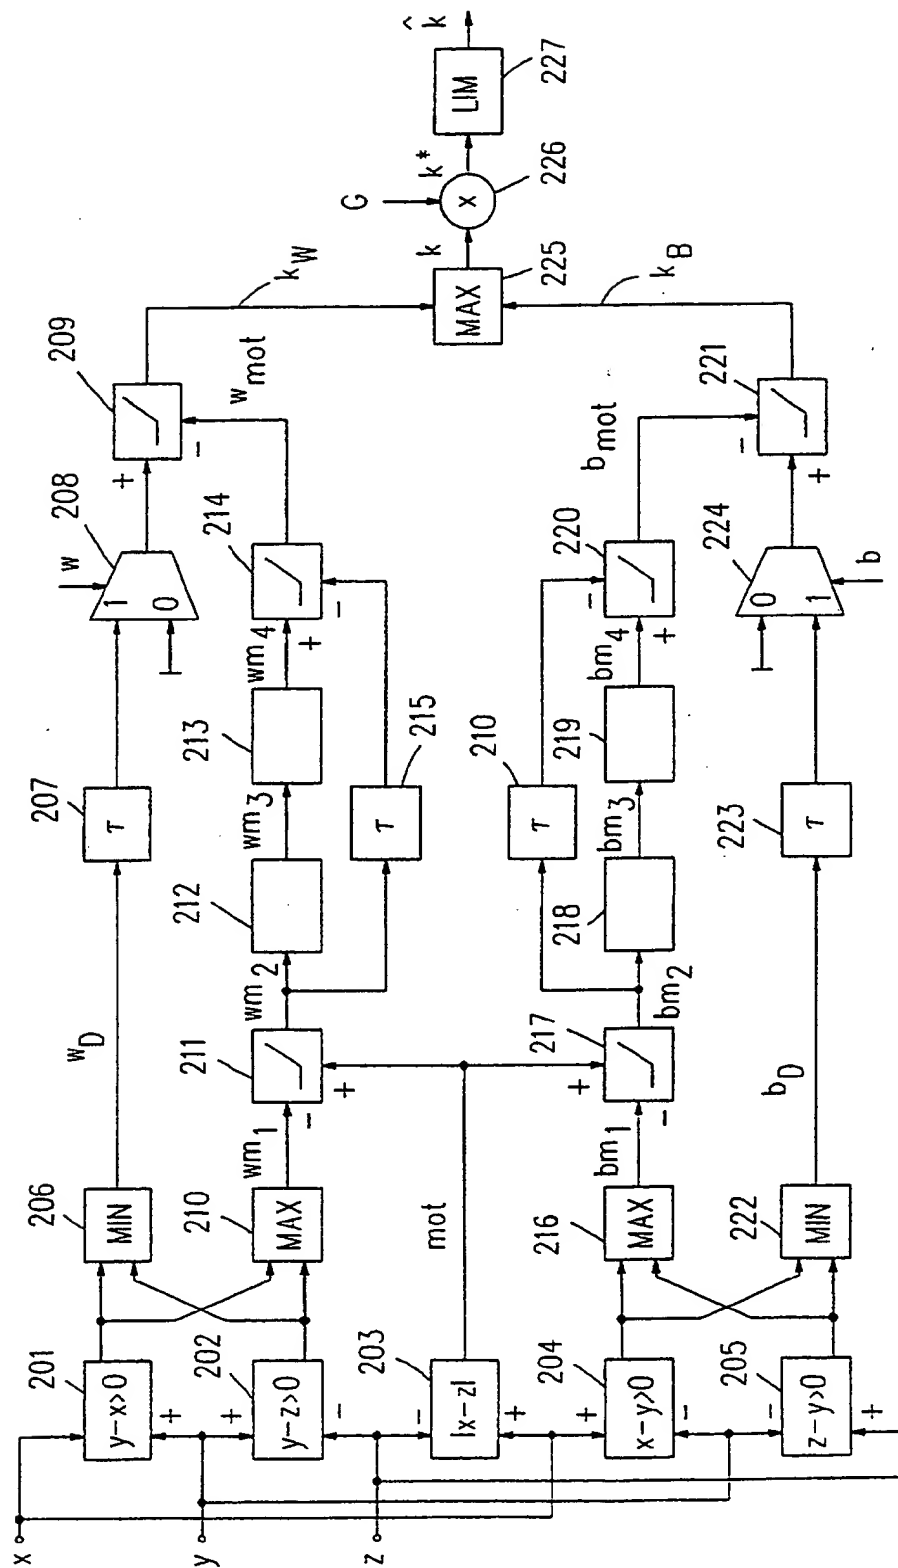 x
y
z
201
y–x>0
+
202
+
y–z>0
–
203
–
|x–z|
+
204
+
x–y>0
–
205
–
z–y>0
+
206
MIN
w_D
207
τ
w
208
1
0
+
209
–
k_W
210
MAX
wm_1
–
211
+
wm_2
212
wm_3
213
wm_4
+
214
–
w_mot
215
τ
mot
216
MAX
bm_1
–
217
+
bm_2
218
bm_3
219
bm_4
+
220
–
b_mot
210
τ
222
MIN
b_D
223
τ
224
0
1
b
+
221
–
k_B
MAX
225
k
G
x
226
k*
LIM
227
k̂